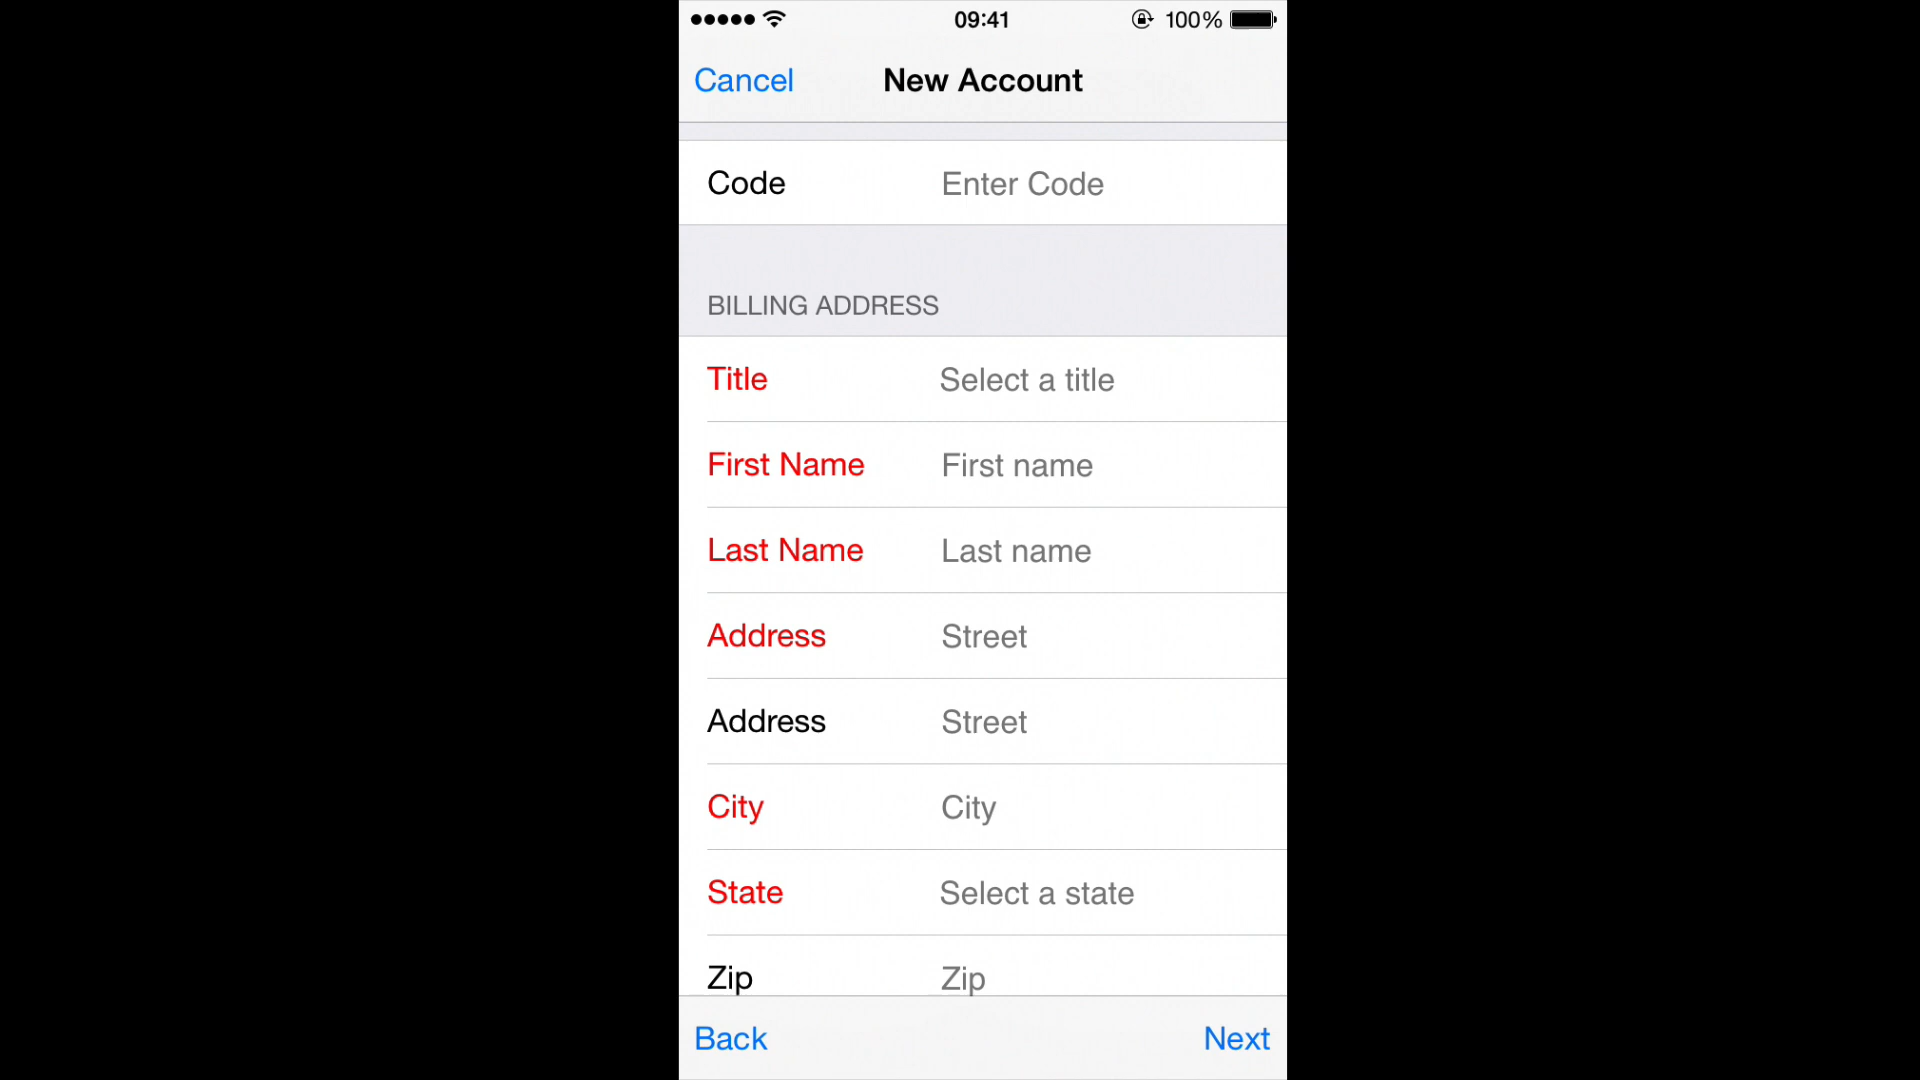 09:41 100%
Cancel New Account
Code Enter Code
BILLING ADDRESS
Title Select a title
First Name First name
Last Name Last name
Address Street
Address Street
City City
State Select a state
Zip Zip
Back Next